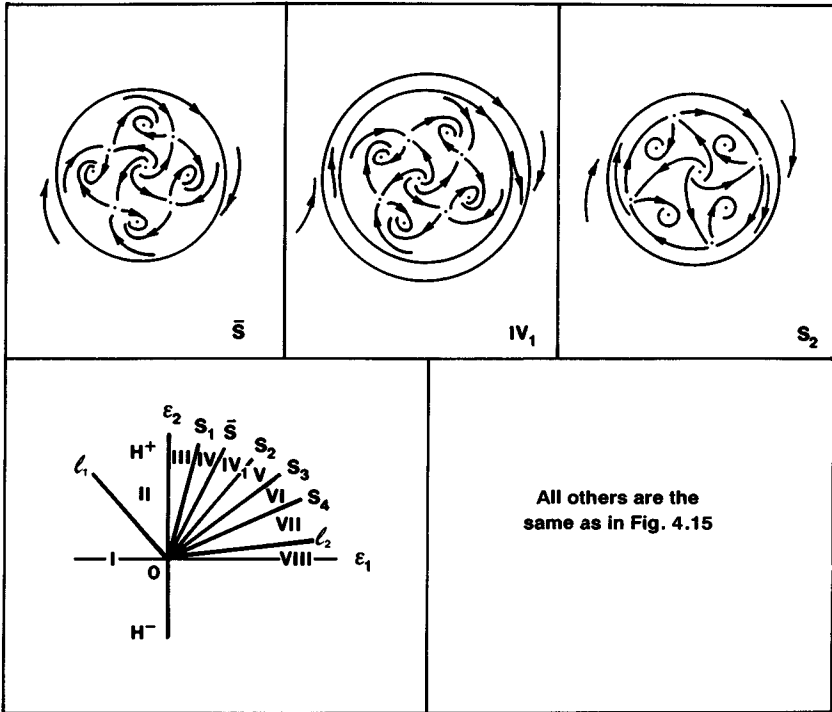 S̄
IV₁
S₂
ε₂
H⁺
S₁
S̄
S₂
III
IV
IV₁
V
S₃
ℓ₁
II
VI
S₄
VII
ℓ₂
I
O
VIII
ε₁
H⁻
All others are the
same as in Fig. 4.15